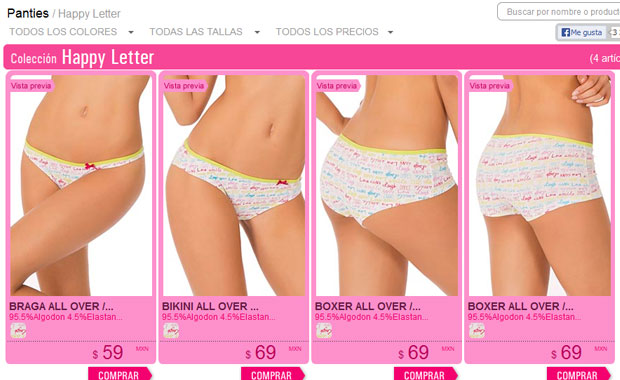 Panties / Happy Letter
Buscar por nombre o producto
TODOS LOS COLORES TODAS LAS TALLAS TODOS LOS PRECIOS
Me gusta 3
Colección Happy Letter (4 artíc
Vista previa Vista previa Vista previa Vista previa
BRAGA ALL OVER /...
95.5%Algodon 4.5%Elastan...
$ 59 MXN
COMPRAR
BIKINI ALL OVER ...
95.5%Algodon 4.5%Elastan...
$ 69 MXN
COMPRAR
BOXER ALL OVER /...
95.5%Algodon 4.5%Elastan...
$ 69 MXN
COMPRAR
BOXER ALL OVER /...
95.5%Algodon 4.5%Elastan...
$ 69 MXN
COMPRAR